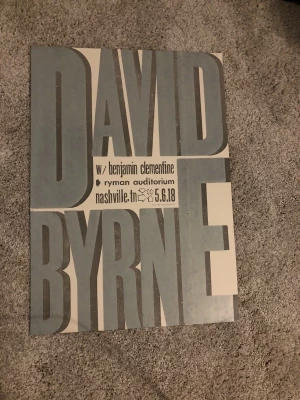 DAVID
w/ benjamin clementine
ryman auditorium
nashville.tn 5.6.18
BYRNE